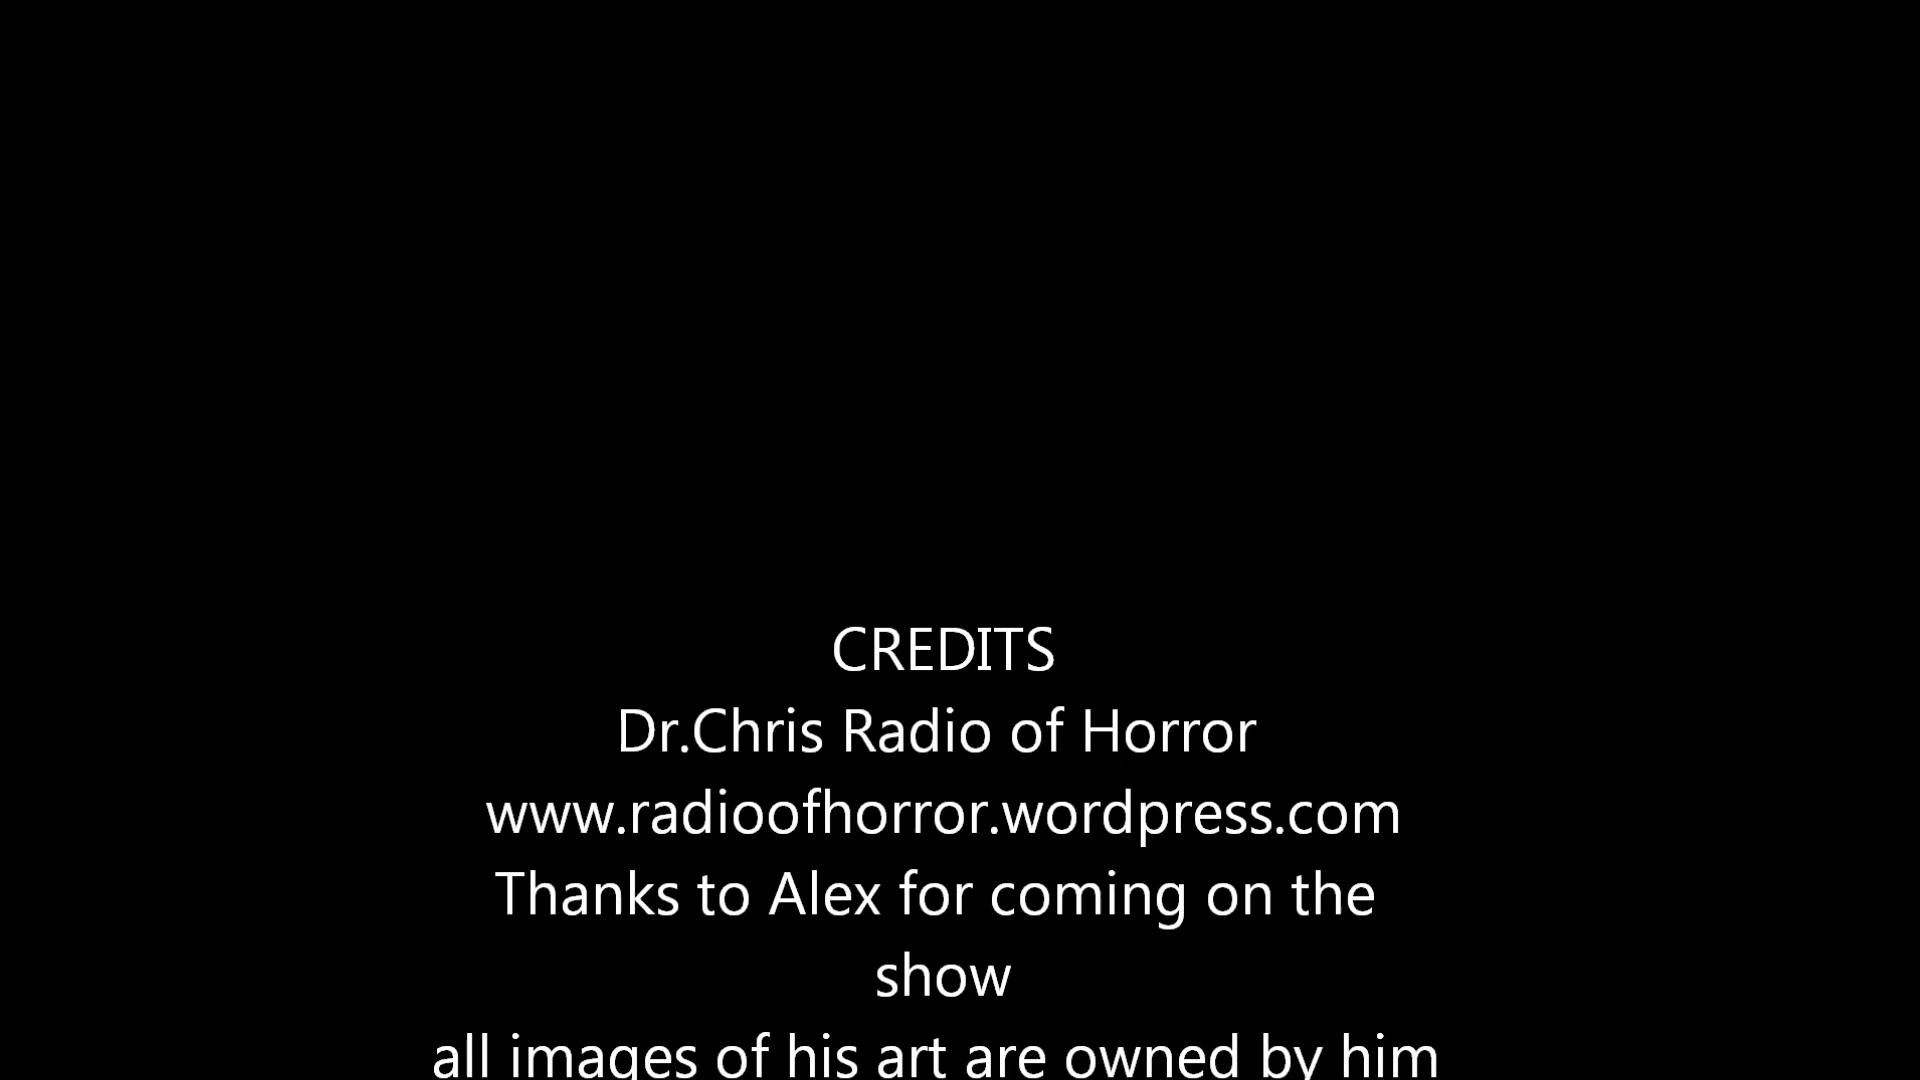 CREDITS
Dr.Chris Radio of Horror
www.radioofhorror.wordpress.com
Thanks to Alex for coming on the
show
all images of his art are owned by him